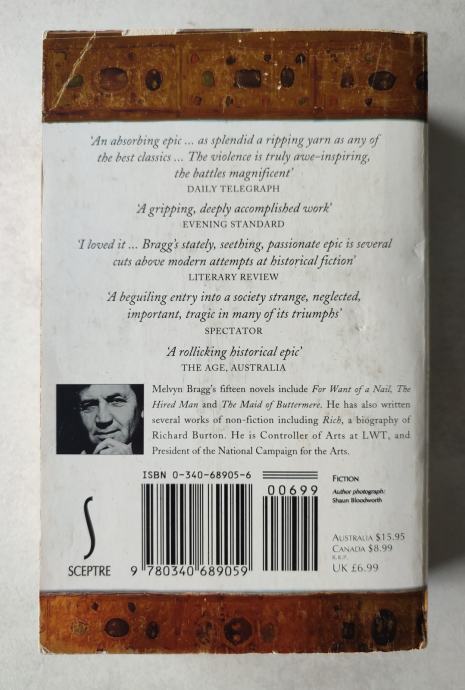 'An absorbing epic ... as splendid a ripping yarn as any of
the best classics ... The violence is truly awe-inspiring,
the battles magnificent'
DAILY TELEGRAPH
'A gripping, deeply accomplished work'
EVENING STANDARD
'I loved it ... Bragg's stately, seething, passionate epic is several
cuts above modern attempts at historical fiction'
LITERARY REVIEW
'A beguiling entry into a society strange, neglected,
important, tragic in many of its triumphs'
SPECTATOR
'A rollicking historical epic'
THE AGE, AUSTRALIA
Melvyn Bragg's fifteen novels include For Want of a Nail, The
Hired Man and The Maid of Buttermere. He has also written
several works of non-fiction including Rich, a biography of
Richard Burton. He is Controller of Arts at LWT, and
President of the National Campaign for the Arts.
ISBN 0-340-68905-6
00699
9 780340 689059
SCEPTRE
FICTION
Author photograph:
Shaun Bloodworth
AUSTRALIA $15.95
CANADA $8.99
R.R.P.
UK £6.99